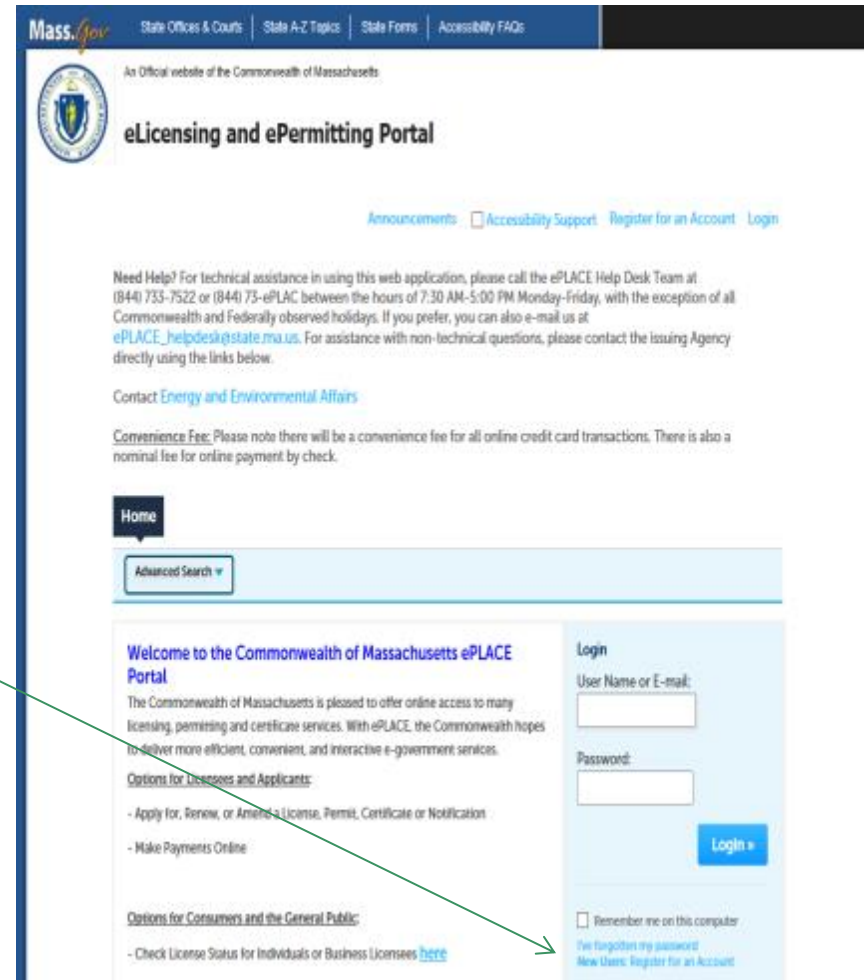 Mass.Gov State Offices & Courts State A-Z Topics State Forms Accessibility FAQs
An Official website of the Commonwealth of Massachusetts
eLicensing and ePermitting Portal
Announcements Accessibility Support Register for an Account Login
Need Help? For technical assistance in using this web application, please call the ePLACE Help Desk Team at
(844) 733-7522 or (844) 73-ePLAC between the hours of 7:30 AM-5:00 PM Monday-Friday, with the exception of all
Commonwealth and Federally observed holidays. If you prefer, you can also e-mail us at
ePLACE_helpdesk@state.ma.us. For assistance with non-technical questions, please contact the issuing Agency
directly using the links below.
Contact Energy and Environmental Affairs
Convenience Fee: Please note there will be a convenience fee for all online credit card transactions. There is also a
nominal fee for online payment by check.
Home
Advanced Search
Welcome to the Commonwealth of Massachusetts ePLACE
Portal
The Commonwealth of Massachusetts is pleased to offer online access to many
licensing, permitting and certificate services. With ePLACE, the Commonwealth hopes
to deliver more efficient, convenient, and interactive e-government services.
Options for Licensees and Applicants:
- Apply for, Renew, or Amend a License, Permit, Certificate or Notification
- Make Payments Online
Options for Consumers and the General Public:
- Check License Status for Individuals or Business Licensees here
Login
User Name or E-mail:
Password:
Login »
Remember me on this computer
I've forgotten my password
New Users: Register for an Account